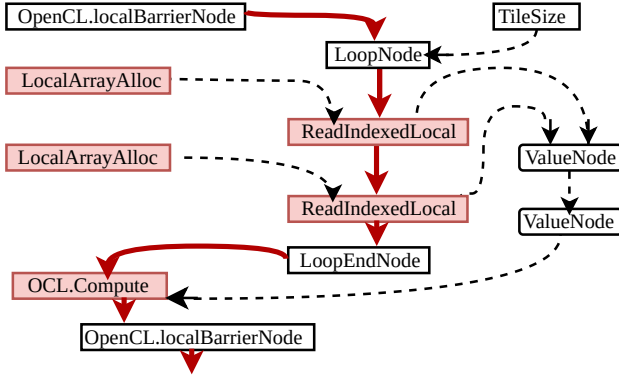 OpenCL.localBarrierNode
TileSize
LoopNode
LocalArrayAlloc
ReadIndexedLocal
LocalArrayAlloc
ValueNode
ReadIndexedLocal
ValueNode
LoopEndNode
OCL.Compute
OpenCL.localBarrierNode